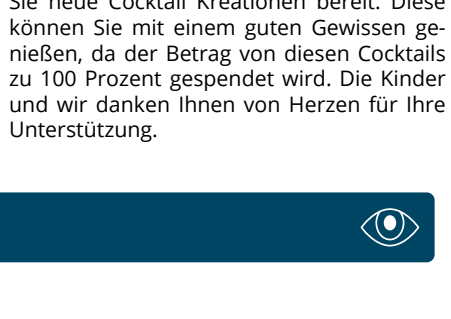 Sie neue Cocktail Kreationen bereit. Diese
können Sie mit einem guten Gewissen ge-
nießen, da der Betrag von diesen Cocktails
zu 100 Prozent gespendet wird. Die Kinder
und wir danken Ihnen von Herzen für Ihre
Unterstützung.